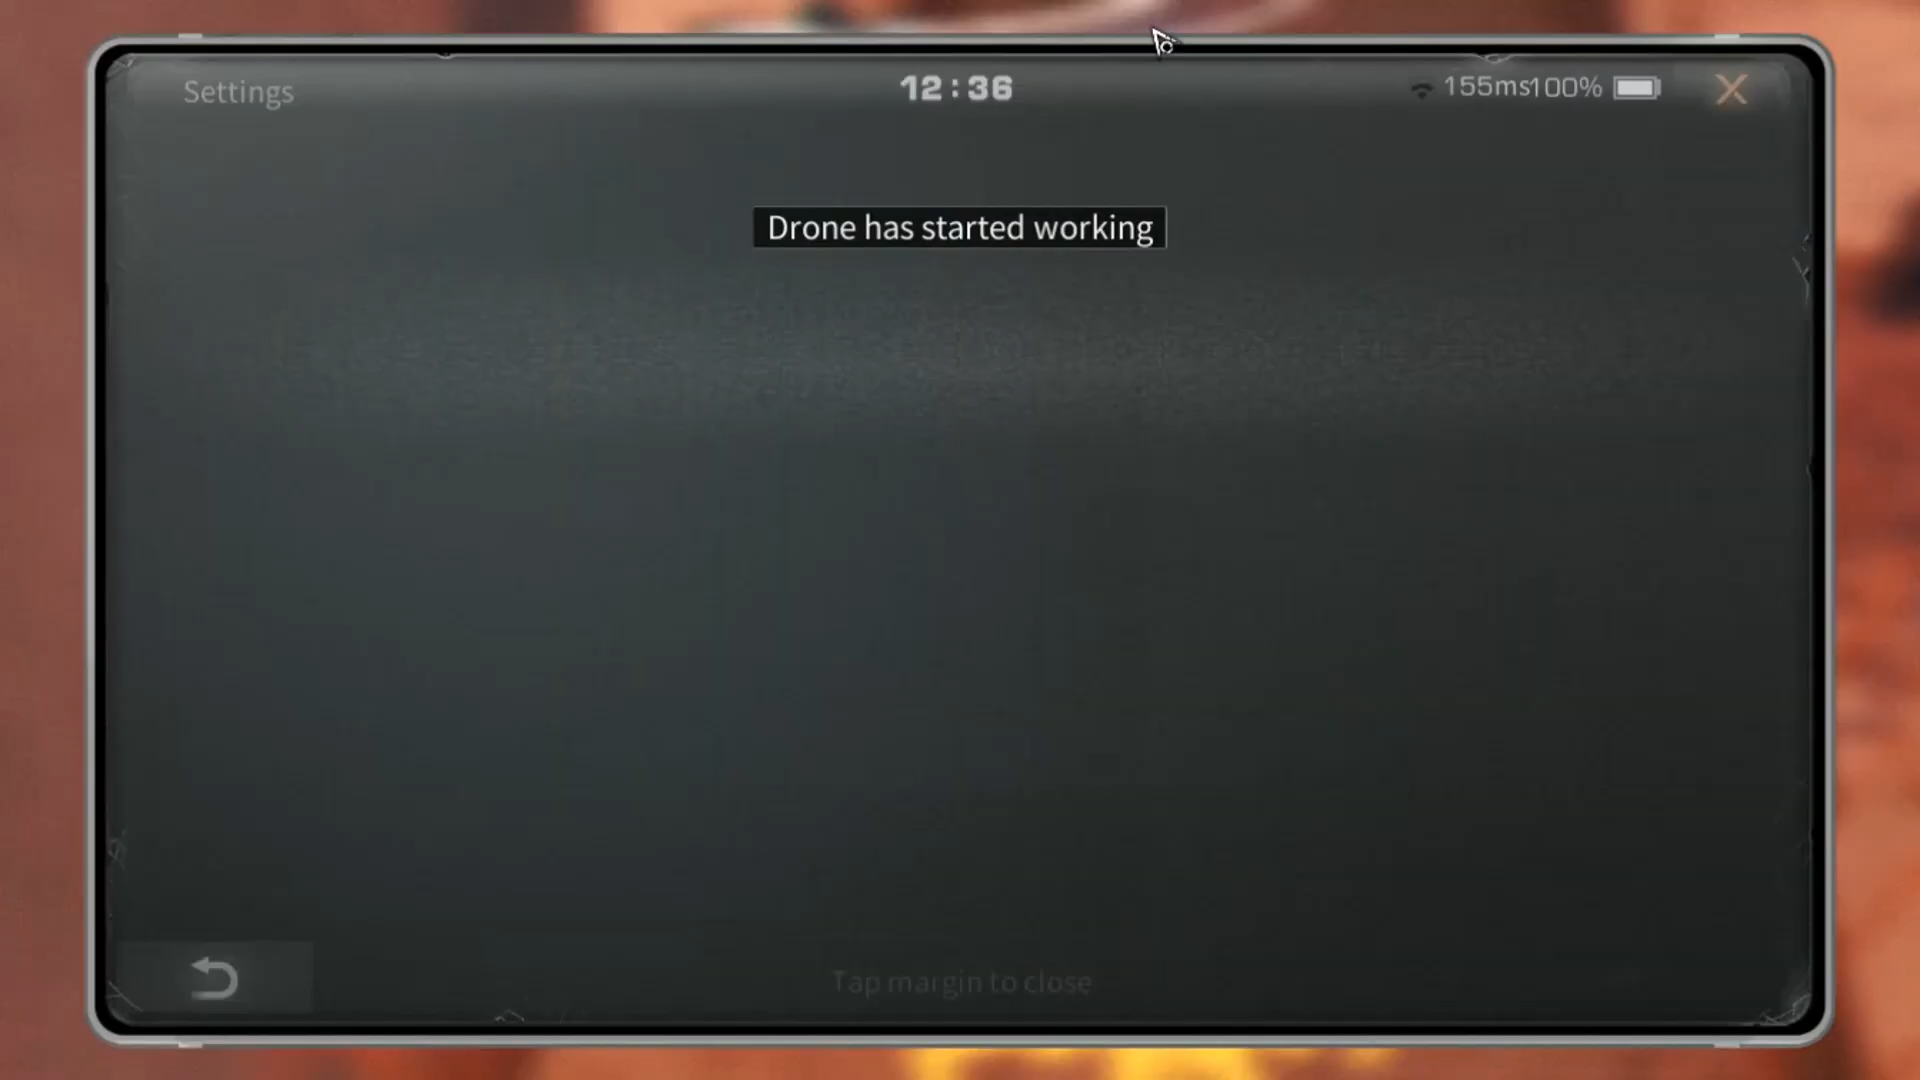 Settings
12:36
155ms100%
Drone has started working
Tap margin to close